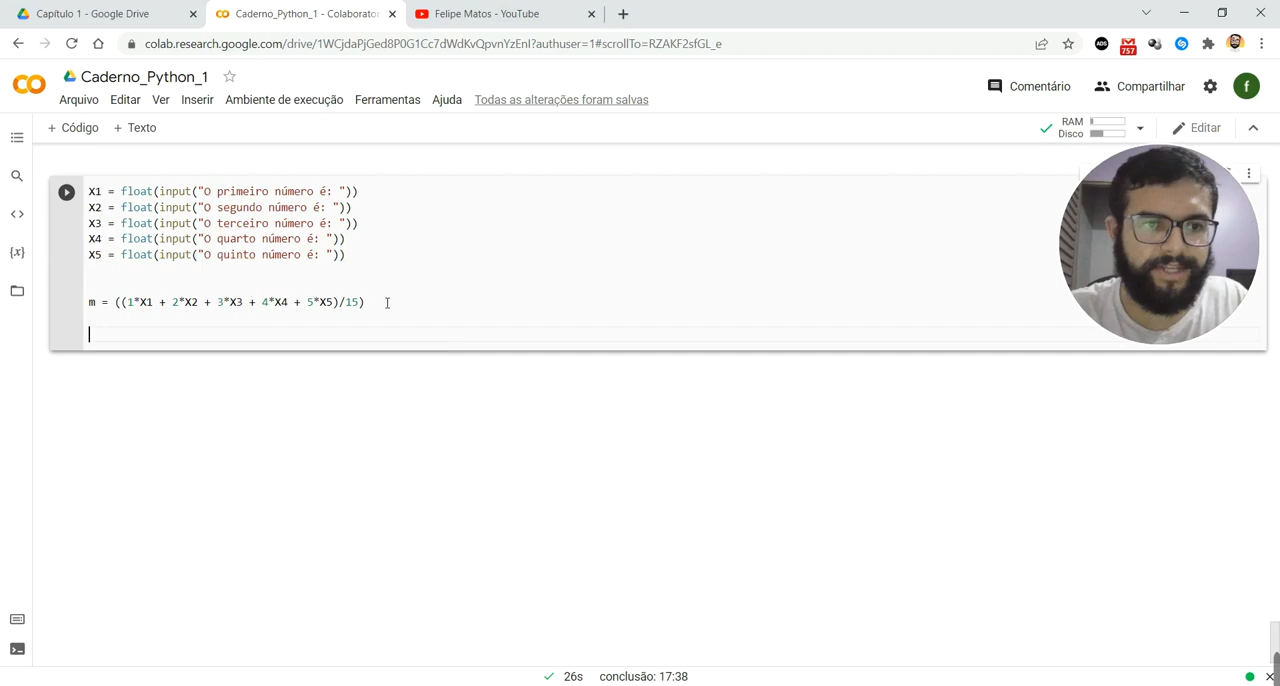 Capítulo 1 - Google Drive
Caderno_Python_1 - Colaborator
Felipe Matos - YouTube
colab.research.google.com/drive/1WCjdaPjGed8P0G1Cc7dWdKvQpvnYzEnI?authuser=1#scrollTo=RZAKF2sfGL_e
ADS
757
Caderno_Python_1
Arquivo Editar Ver Inserir Ambiente de execução Ferramentas Ajuda Todas as alterações foram salvas
Comentário
Compartilhar
f
+ Código + Texto
RAM
Disco
Editar
X1 = float(input("O primeiro número é: "))
X2 = float(input("O segundo número é: "))
X3 = float(input("O terceiro número é: "))
X4 = float(input("O quarto número é: "))
X5 = float(input("O quinto número é: "))
m = ((1*X1 + 2*X2 + 3*X3 + 4*X4 + 5*X5)/15)
26s conclusão: 17:38